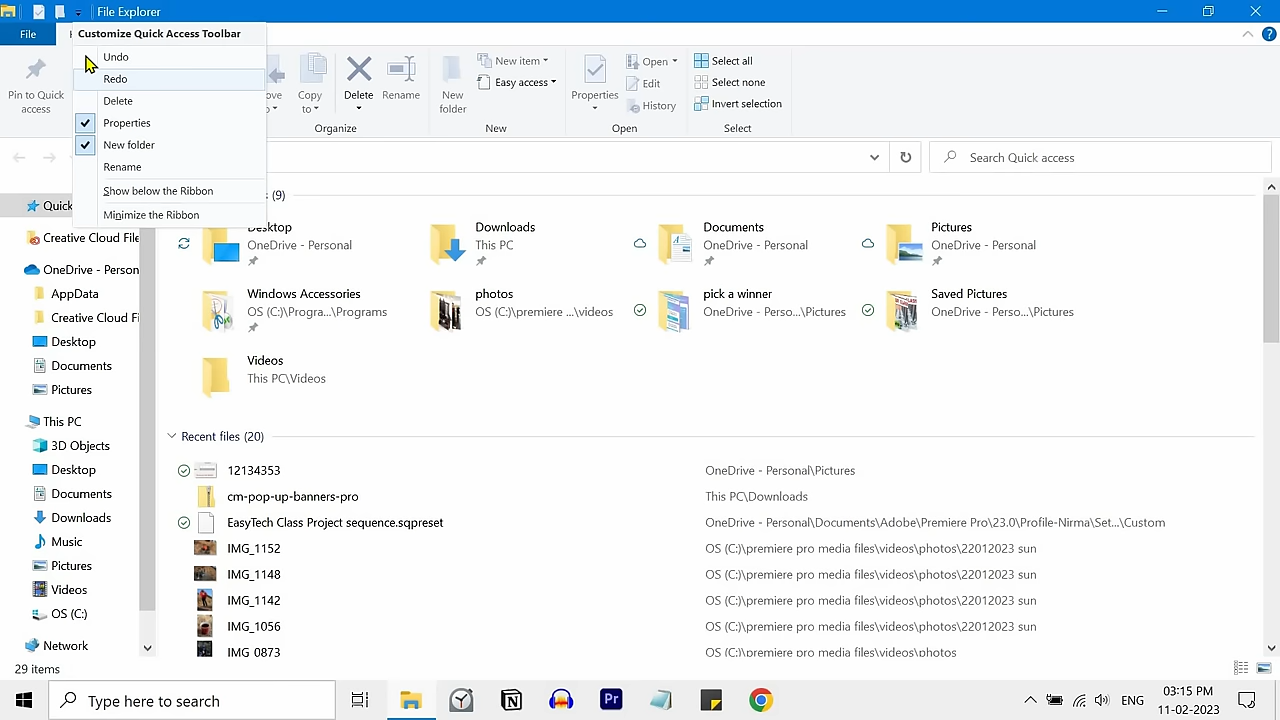 File Explorer
File
Customize Quick Access Toolbar
Undo
Redo
Delete
Properties
New folder
Rename
Show below the Ribbon
Minimize the Ribbon
Pin to Quick
access
Copy
to
Delete
Rename
Organize
New
folder
New item
Easy access
New
Properties
Open
Edit
History
Open
Select all
Select none
Invert selection
Select
Search Quick access
(9)
Desktop
OneDrive - Personal
Downloads
This PC
Documents
OneDrive - Personal
Pictures
OneDrive - Personal
Windows Accessories
OS (C:)\Progra...\Programs
photos
OS (C:)\premiere ...\videos
pick a winner
OneDrive - Perso...\Pictures
Saved Pictures
OneDrive - Perso...\Pictures
Videos
This PC\Videos
Recent files (20)
12134353 OneDrive - Personal\Pictures
cm-pop-up-banners-pro This PC\Downloads
EasyTech Class Project sequence.sqpreset OneDrive - Personal\Documents\Adobe\Premiere Pro\23.0\Profile-Nirma\Set...\Custom
IMG_1152 OS (C:)\premiere pro media files\videos\photos\22012023 sun
IMG_1148 OS (C:)\premiere pro media files\videos\photos\22012023 sun
IMG_1142 OS (C:)\premiere pro media files\videos\photos\22012023 sun
IMG_1056 OS (C:)\premiere pro media files\videos\photos\22012023 sun
IMG_0873 OS (C:)\premiere pro media files\videos\photos
Quick
Creative Cloud File
OneDrive - Person
AppData
Creative Cloud Fi
Desktop
Documents
Pictures
This PC
3D Objects
Desktop
Documents
Downloads
Music
Pictures
Videos
OS (C:)
Network
29 items
Type here to search
ENG
03:15 PM
11-02-2023